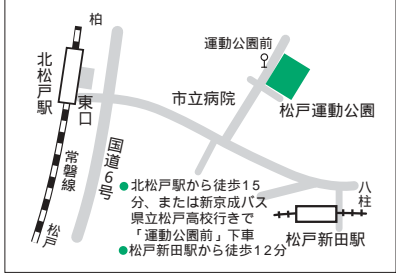 柏
北松戸駅
東口
国道6号
常磐線
松戸
運動公園前
市立病院
松戸運動公園
八柱
松戸新田駅
●北松戸駅から徒歩15
分、または新京成バス
県立松戸高校行きで
「運動公園前」下車
●松戸新田駅から徒歩12分